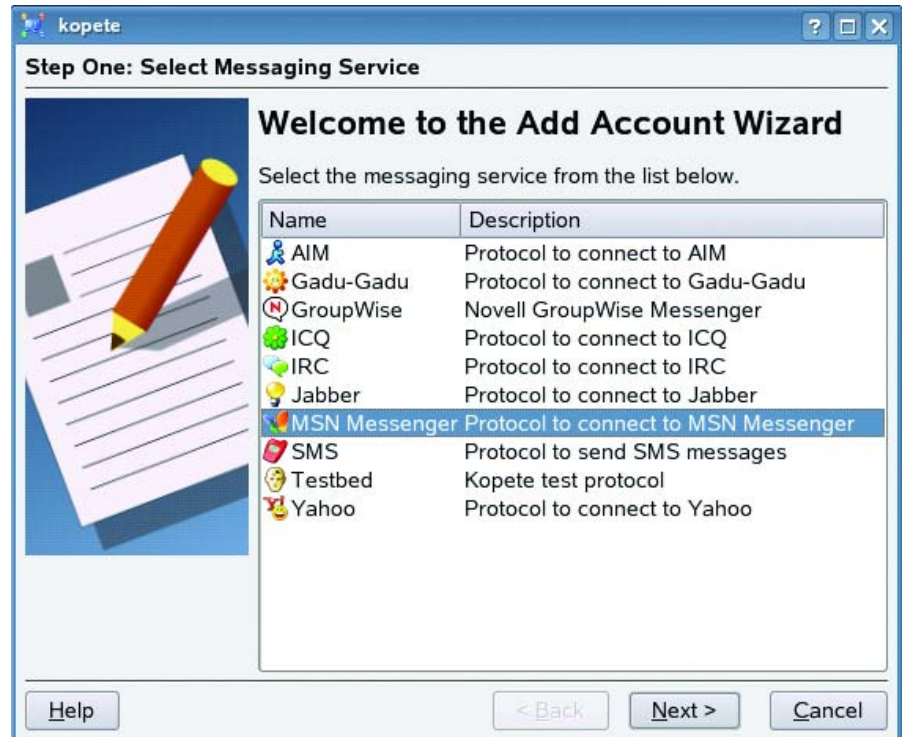 kopete
Step One: Select Messaging Service
Welcome to the Add Account Wizard
Select the messaging service from the list below.
Name Description
AIM Protocol to connect to AIM
Gadu-Gadu Protocol to connect to Gadu-Gadu
GroupWise Novell GroupWise Messenger
ICQ Protocol to connect to ICQ
IRC Protocol to connect to IRC
Jabber Protocol to connect to Jabber
MSN Messenger Protocol to connect to MSN Messenger
SMS Protocol to send SMS messages
Testbed Kopete test protocol
Yahoo Protocol to connect to Yahoo
Help < Back Next > Cancel